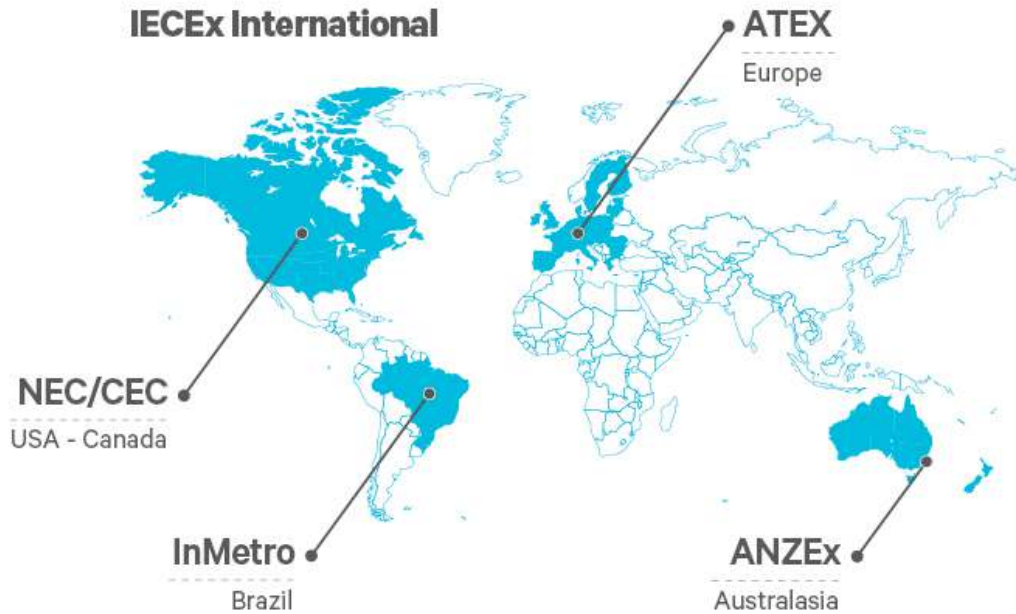 IECEx International
ATEX
Europe
NEC/CEC
USA - Canada
InMetro
Brazil
ANZEx
Australasia